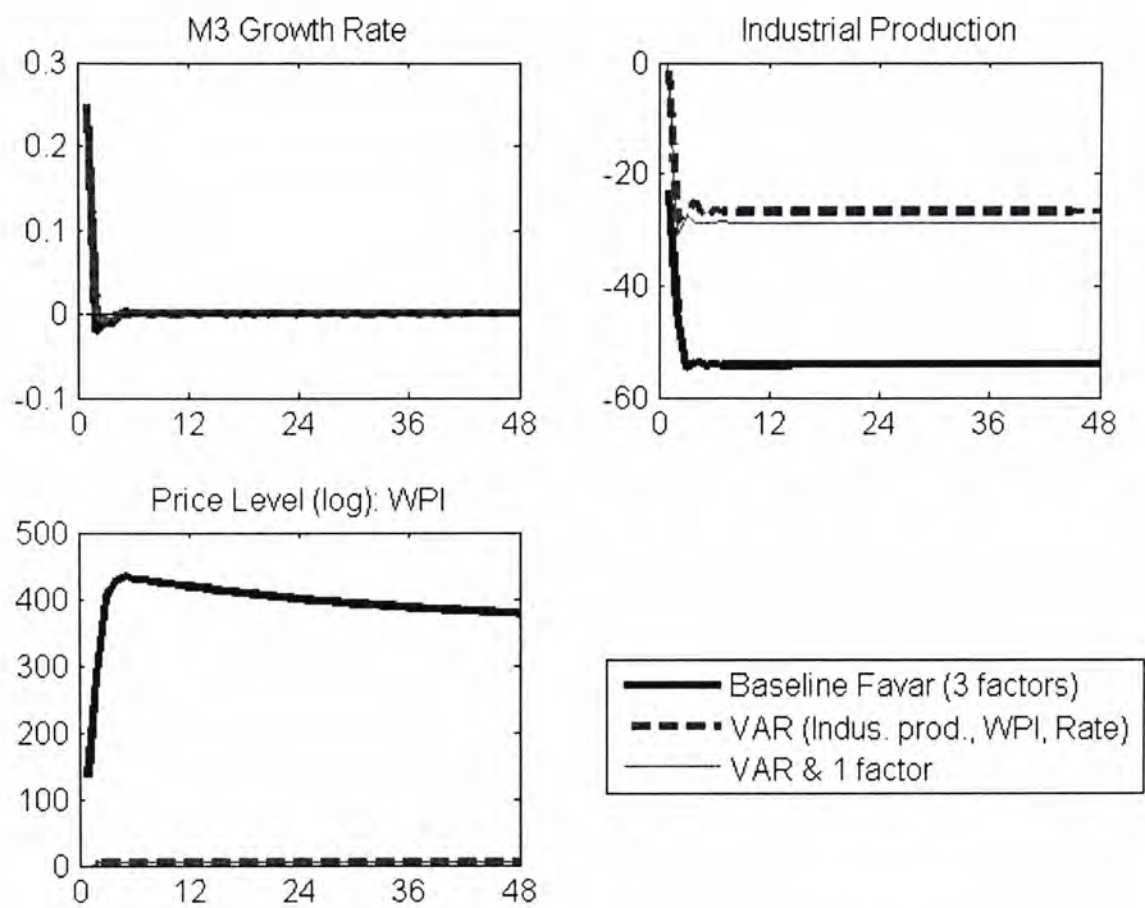 M3 Growth Rate
0.3
0.2
0.1
0
-0.1
0 12 24 36 48
Industrial Production
0
-20
-40
-60
0 12 24 36 48
Price Level (log): WPI
500
400
300
200
100
0
0 12 24 36 48
Baseline Favar (3 factors)
VAR (Indus. prod., WPI, Rate)
VAR & 1 factor